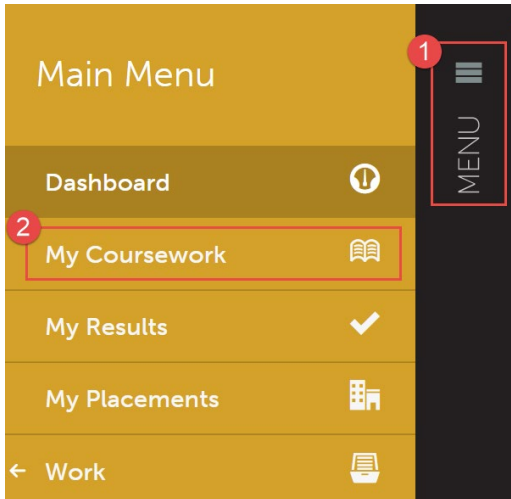 Main Menu
1
MENU
Dashboard
2
My Coursework
My Results
My Placements
Work